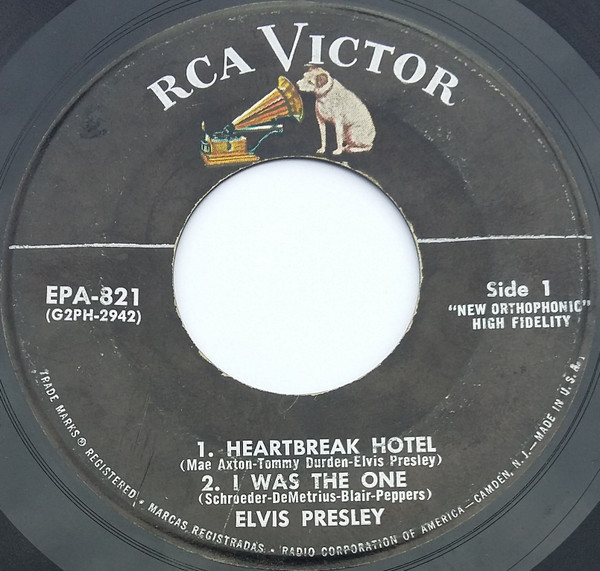 RCA VICTOR
EPA-821
(G2PH-2942)
Side 1
"NEW ORTHOPHONIC"
HIGH FIDELITY
1. HEARTBREAK HOTEL
(Mae Axton-Tommy Durden-Elvis Presley)
2. I WAS THE ONE
(Schroeder-DeMetrius-Blair-Peppers)
ELVIS PRESLEY
TRADE MARKS ® REGISTERED • MARCAS REGISTRADAS • RADIO CORPORATION OF AMERICA—CAMDEN, N. J.—MADE IN U. S. A.